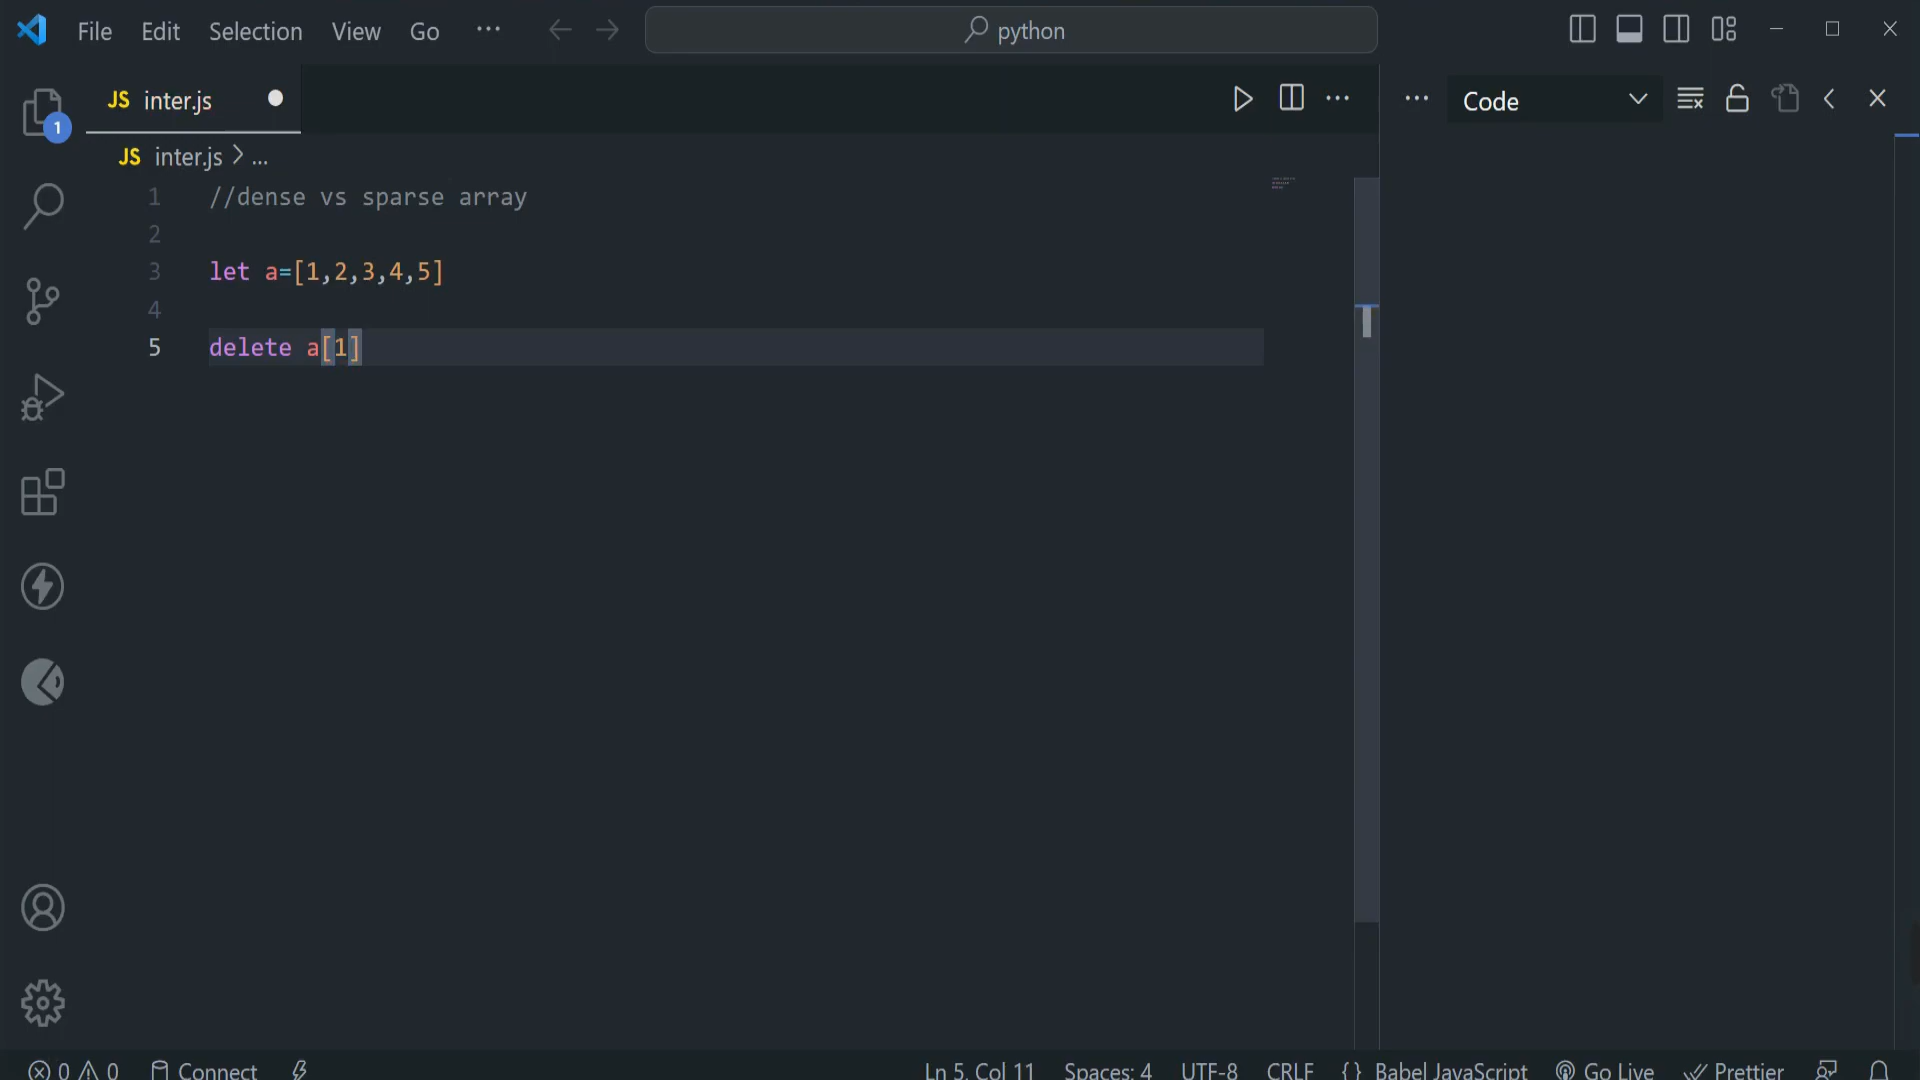 File Edit Selection View Go ··· python
JS inter.js
Code
1
JS inter.js > ...
1 //dense vs sparse array
2
3 let a=[1,2,3,4,5]
4
5 delete a[1]
0 0 Connect Ln 5, Col 11 Spaces: 4 UTF-8 CRLF {} Babel JavaScript Go Live Prettier